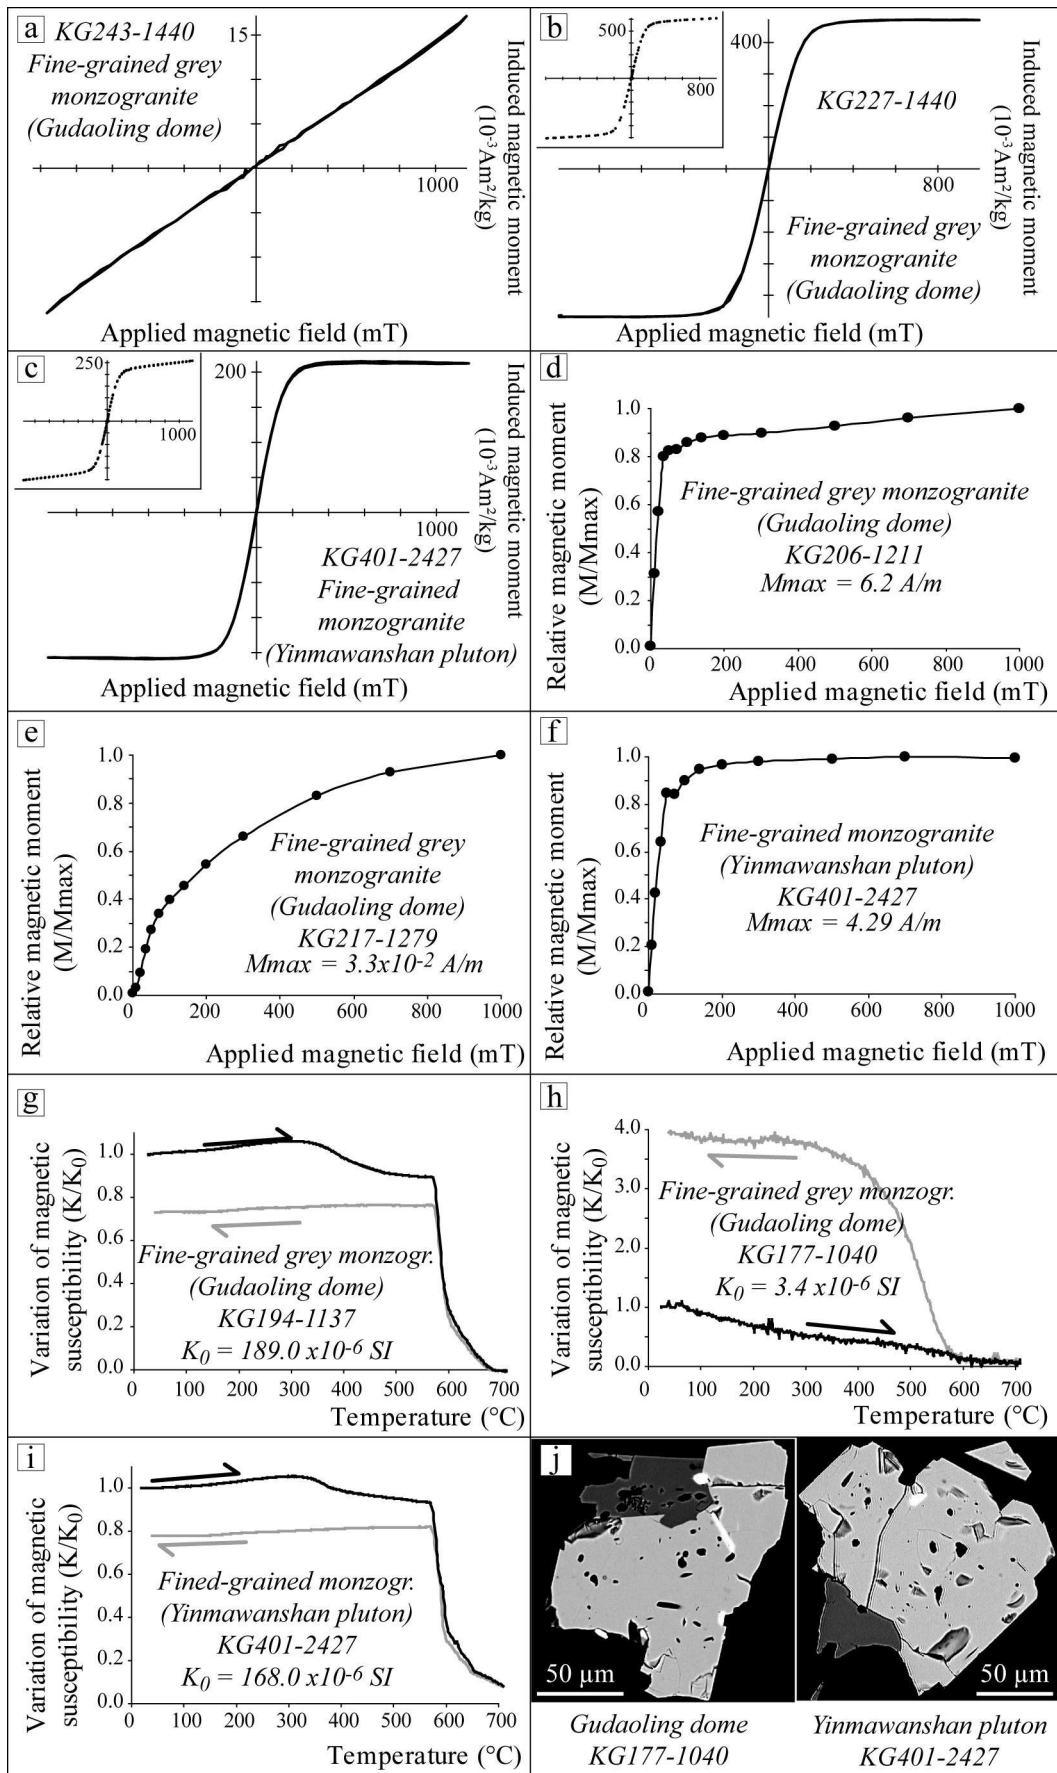 a
KG243-1440
Fine-grained grey
monzogranite
(Gudaoling dome)
15
1000
Induced magnetic moment
(10-3Am²/kg)
Applied magnetic field (mT)
b
500
800
400
KG227-1440
800
Fine-grained grey
monzogranite
(Gudaoling dome)
Induced magnetic moment
(10-3Am²/kg)
Applied magnetic field (mT)
c
250
1000
200
1000
KG401-2427
Fine-grained
monzogranite
(Yinmawanshan pluton)
Induced magnetic moment
(10-3Am²/kg)
Applied magnetic field (mT)
d
Relative magnetic moment
(M/Mmax)
1.0
0.8
0.6
0.4
0.2
0.0
Fine-grained grey monzogranite
(Gudaoling dome)
KG206-1211
Mmax = 6.2 A/m
0 200 400 600 800 1000
Applied magnetic field (mT)
e
Relative magnetic moment
(M/Mmax)
1.0
0.8
0.6
0.4
0.2
0.0
Fine-grained grey
monzogranite
(Gudaoling dome)
KG217-1279
Mmax = 3.3x10-2 A/m
0 200 400 600 800 1000
Applied magnetic field (mT)
f
Relative magnetic moment
(M/Mmax)
1.0
0.8
0.6
0.4
0.2
0.0
Fine-grained monzogranite
(Yinmawanshan pluton)
KG401-2427
Mmax = 4.29 A/m
0 200 400 600 800 1000
Applied magnetic field (mT)
g
Variation of magnetic
susceptibility (K/K0)
1.0
0.8
0.6
0.4
0.2
0.0
Fine-grained grey monzogr.
(Gudaoling dome)
KG194-1137
K0 = 189.0 x10-6 SI
0 100 200 300 400 500 600 700
Temperature (°C)
h
Variation of magnetic
susceptibility (K/K0)
4.0
3.0
2.0
1.0
0.0
Fine-grained grey monzogr.
(Gudaoling dome)
KG177-1040
K0 = 3.4 x10-6 SI
0 100 200 300 400 500 600 700
Temperature (°C)
i
Variation of magnetic
susceptibility (K/K0)
1.0
0.8
0.6
0.4
0.2
0.0
Fined-grained monzogr.
(Yinmawanshan pluton)
KG401-2427
K0 = 168.0 x10-6 SI
0 100 200 300 400 500 600 700
Temperature (°C)
j
50 µm
50 µm
Gudaoling dome
KG177-1040
Yinmawanshan pluton
KG401-2427